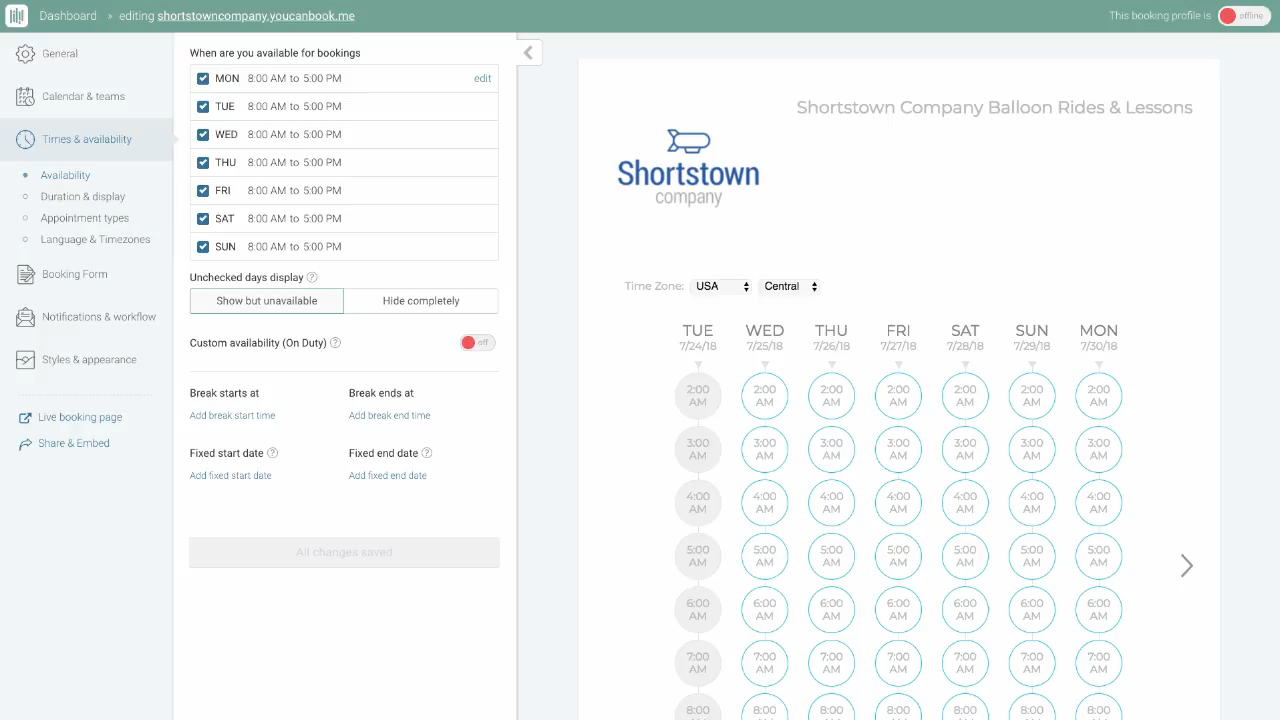 Dashboard » editing shortstowncompany.youcanbook.me
This booking profile is offline
General
Calendar & teams
Times & availability
Availability
Duration & display
Appointment types
Language & Timezones
Booking Form
Notifications & workflow
Styles & appearance
Live booking page
Share & Embed
When are you available for bookings
MON 8:00 AM to 5:00 PM edit
TUE 8:00 AM to 5:00 PM
WED 8:00 AM to 5:00 PM
THU 8:00 AM to 5:00 PM
FRI 8:00 AM to 5:00 PM
SAT 8:00 AM to 5:00 PM
SUN 8:00 AM to 5:00 PM
Unchecked days display ?
Show but unavailable Hide completely
Custom availability (On Duty) ? off
Break starts at Break ends at
Add break start time Add break end time
Fixed start date ? Fixed end date ?
Add fixed start date Add fixed end date
All changes saved
Shortstown Company Balloon Rides & Lessons
Shortstown
company
Time Zone: USA Central
TUE WED THU FRI SAT SUN MON
7/24/18 7/25/18 7/26/18 7/27/18 7/28/18 7/29/18 7/30/18
2:00 2:00 2:00 2:00 2:00 2:00 2:00
AM AM AM AM AM AM AM
3:00 3:00 3:00 3:00 3:00 3:00 3:00
AM AM AM AM AM AM AM
4:00 4:00 4:00 4:00 4:00 4:00 4:00
AM AM AM AM AM AM AM
5:00 5:00 5:00 5:00 5:00 5:00 5:00
AM AM AM AM AM AM AM
6:00 6:00 6:00 6:00 6:00 6:00 6:00
AM AM AM AM AM AM AM
7:00 7:00 7:00 7:00 7:00 7:00 7:00
AM AM AM AM AM AM AM
8:00 8:00 8:00 8:00 8:00 8:00 8:00